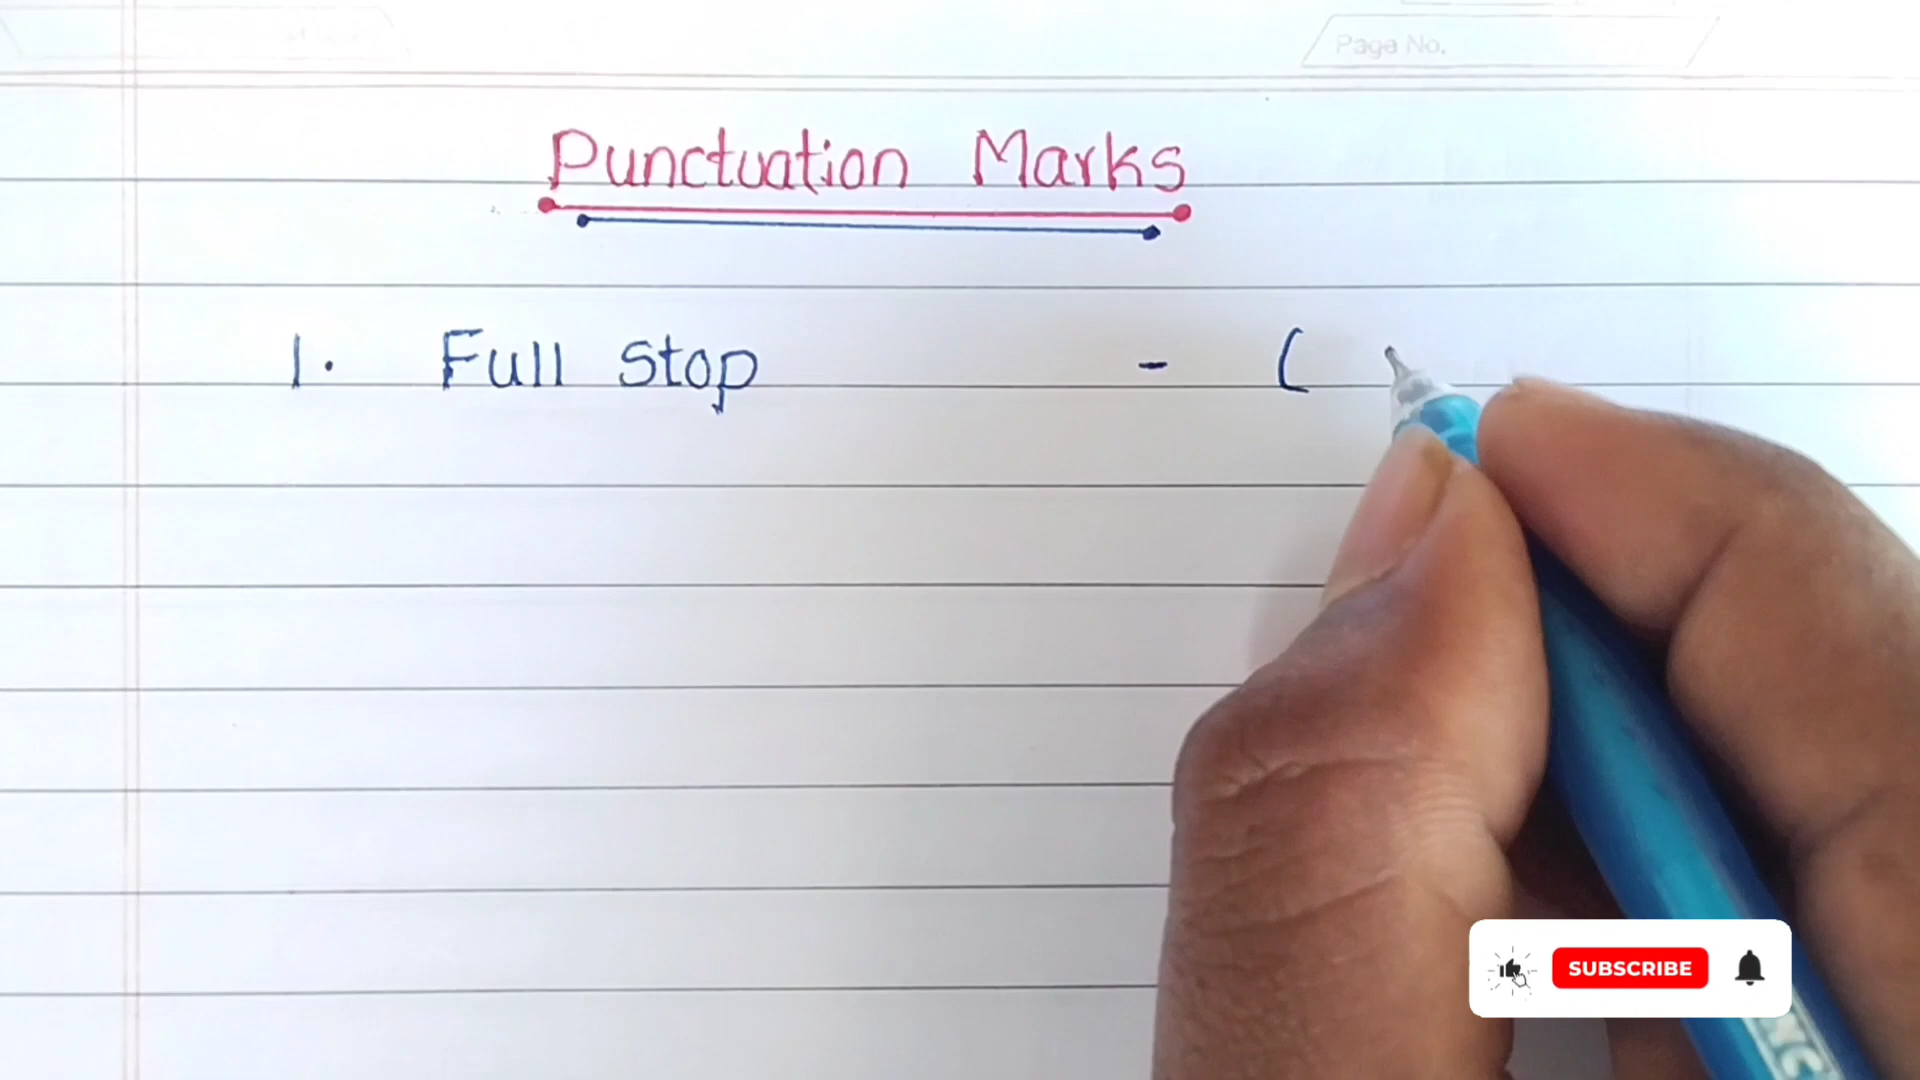 Page No.
Punctuation Marks
1. Full Stop - (
SUBSCRIBE